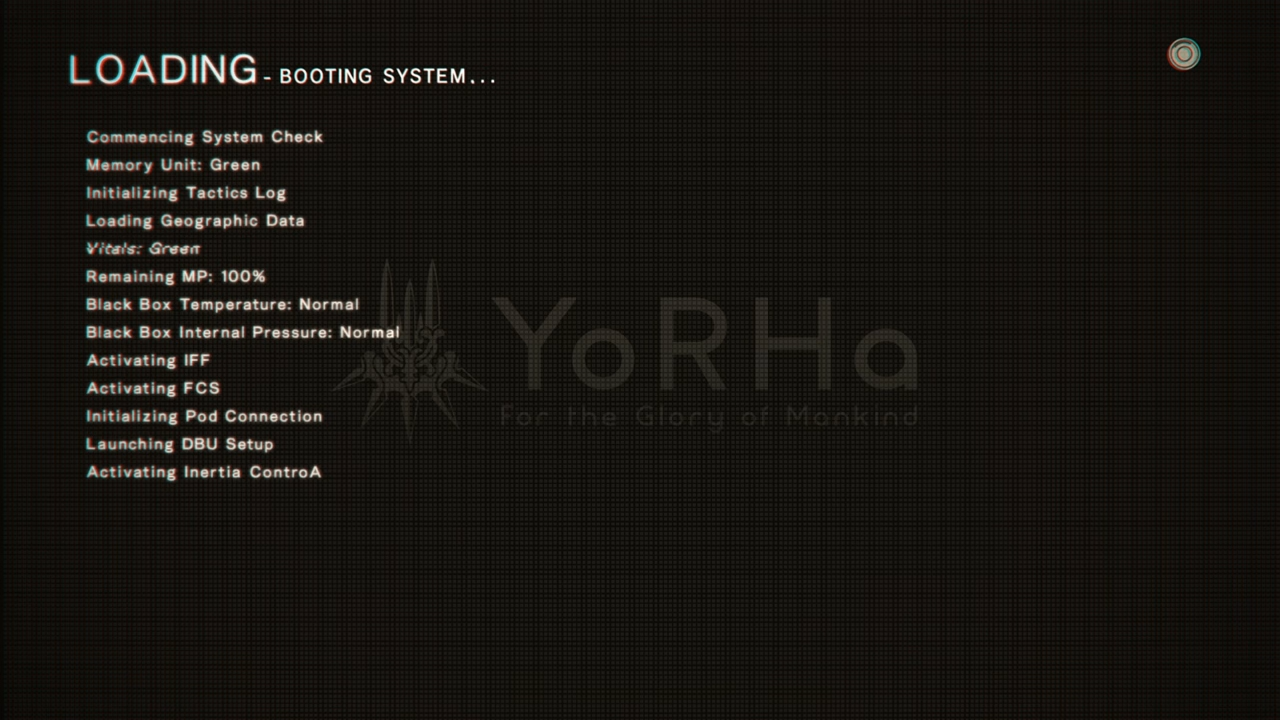 LOADING - BOOTING SYSTEM...
Commencing System Check
Memory Unit: Green
Initializing Tactics Log
Loading Geographic Data
Vitals: Green
Remaining MP: 100%
Black Box Temperature: Normal
Black Box Internal Pressure: Normal
Activating IFF
Activating FCS
Initializing Pod Connection
Launching DBU Setup
Activating Inertia ControA
YoRHa
For the Glory of Mankind